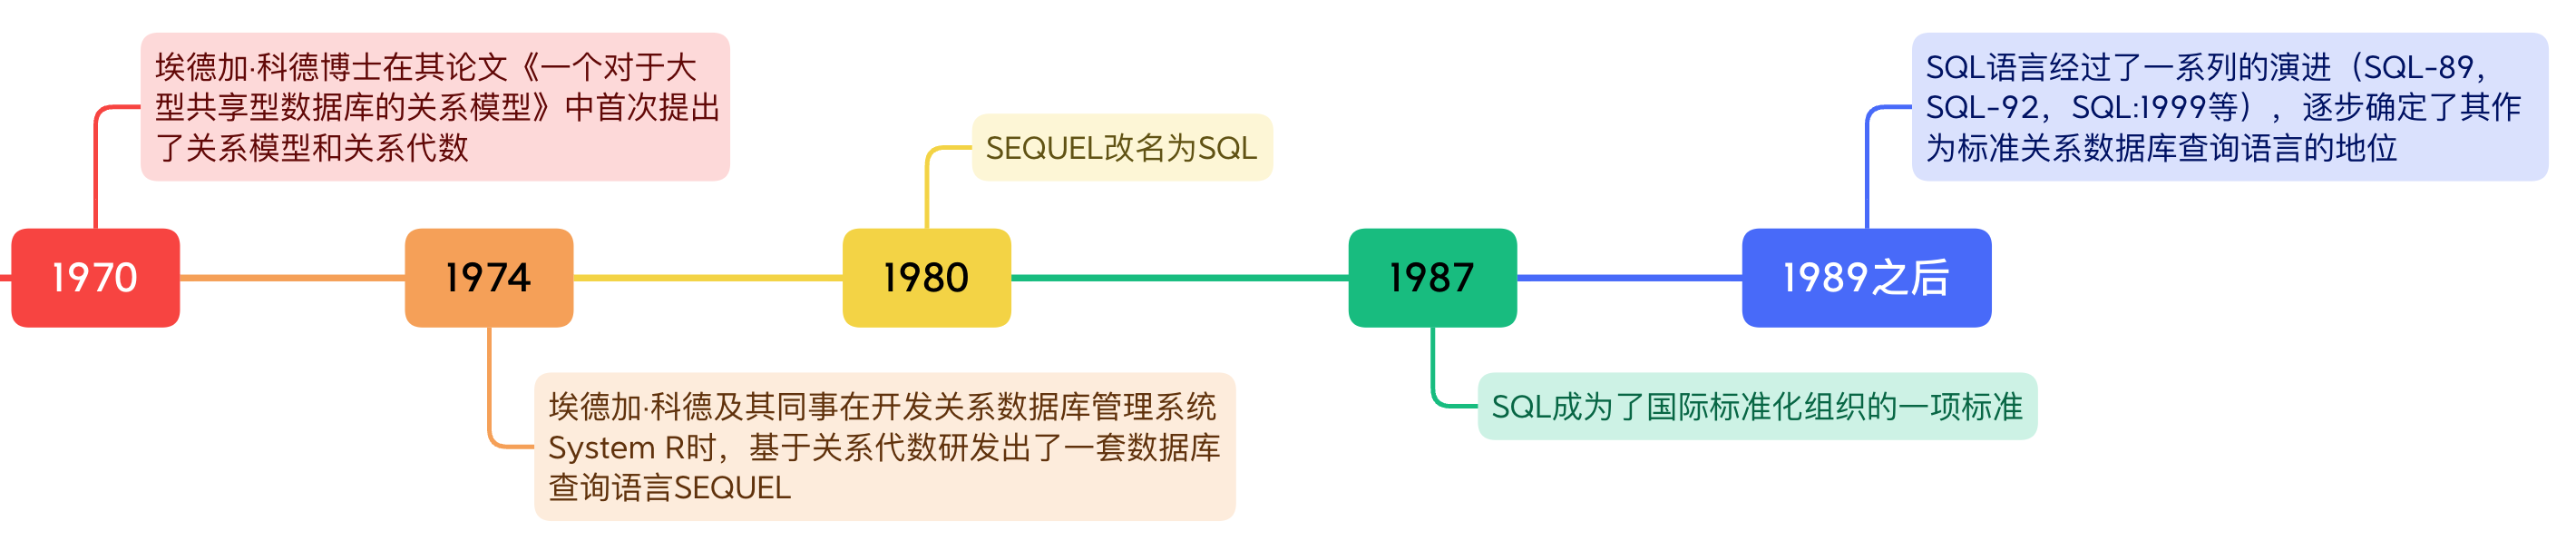 埃德加·科德博士在其论文《一个对于大
型共享型数据库的关系模型》中首次提出
了关系模型和关系代数
SEQUEL改名为SQL
SQL语言经过了一系列的演进（SQL-89，
SQL-92，SQL:1999等），逐步确定了其作
为标准关系数据库查询语言的地位
1970
1974
1980
1987
1989之后
埃德加·科德及其同事在开发关系数据库管理系统
System R时，基于关系代数研发出了一套数据库
查询语言SEQUEL
SQL成为了国际标准化组织的一项标准